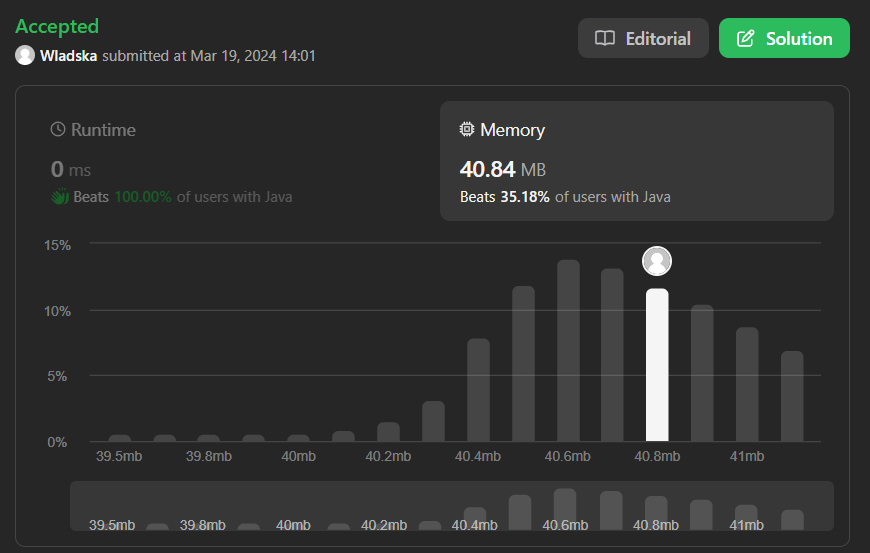 Accepted
Wladska submitted at Mar 19, 2024 14:01
Editorial
Solution
Runtime
0 ms
Beats 100.00% of users with Java
Memory
40.84 MB
Beats 35.18% of users with Java
15%
10%
5%
0%
39.5mb 39.8mb 40mb 40.2mb 40.4mb 40.6mb 40.8mb 41mb
39.5mb 39.8mb 40mb 40.2mb 40.4mb 40.6mb 40.8mb 41mb